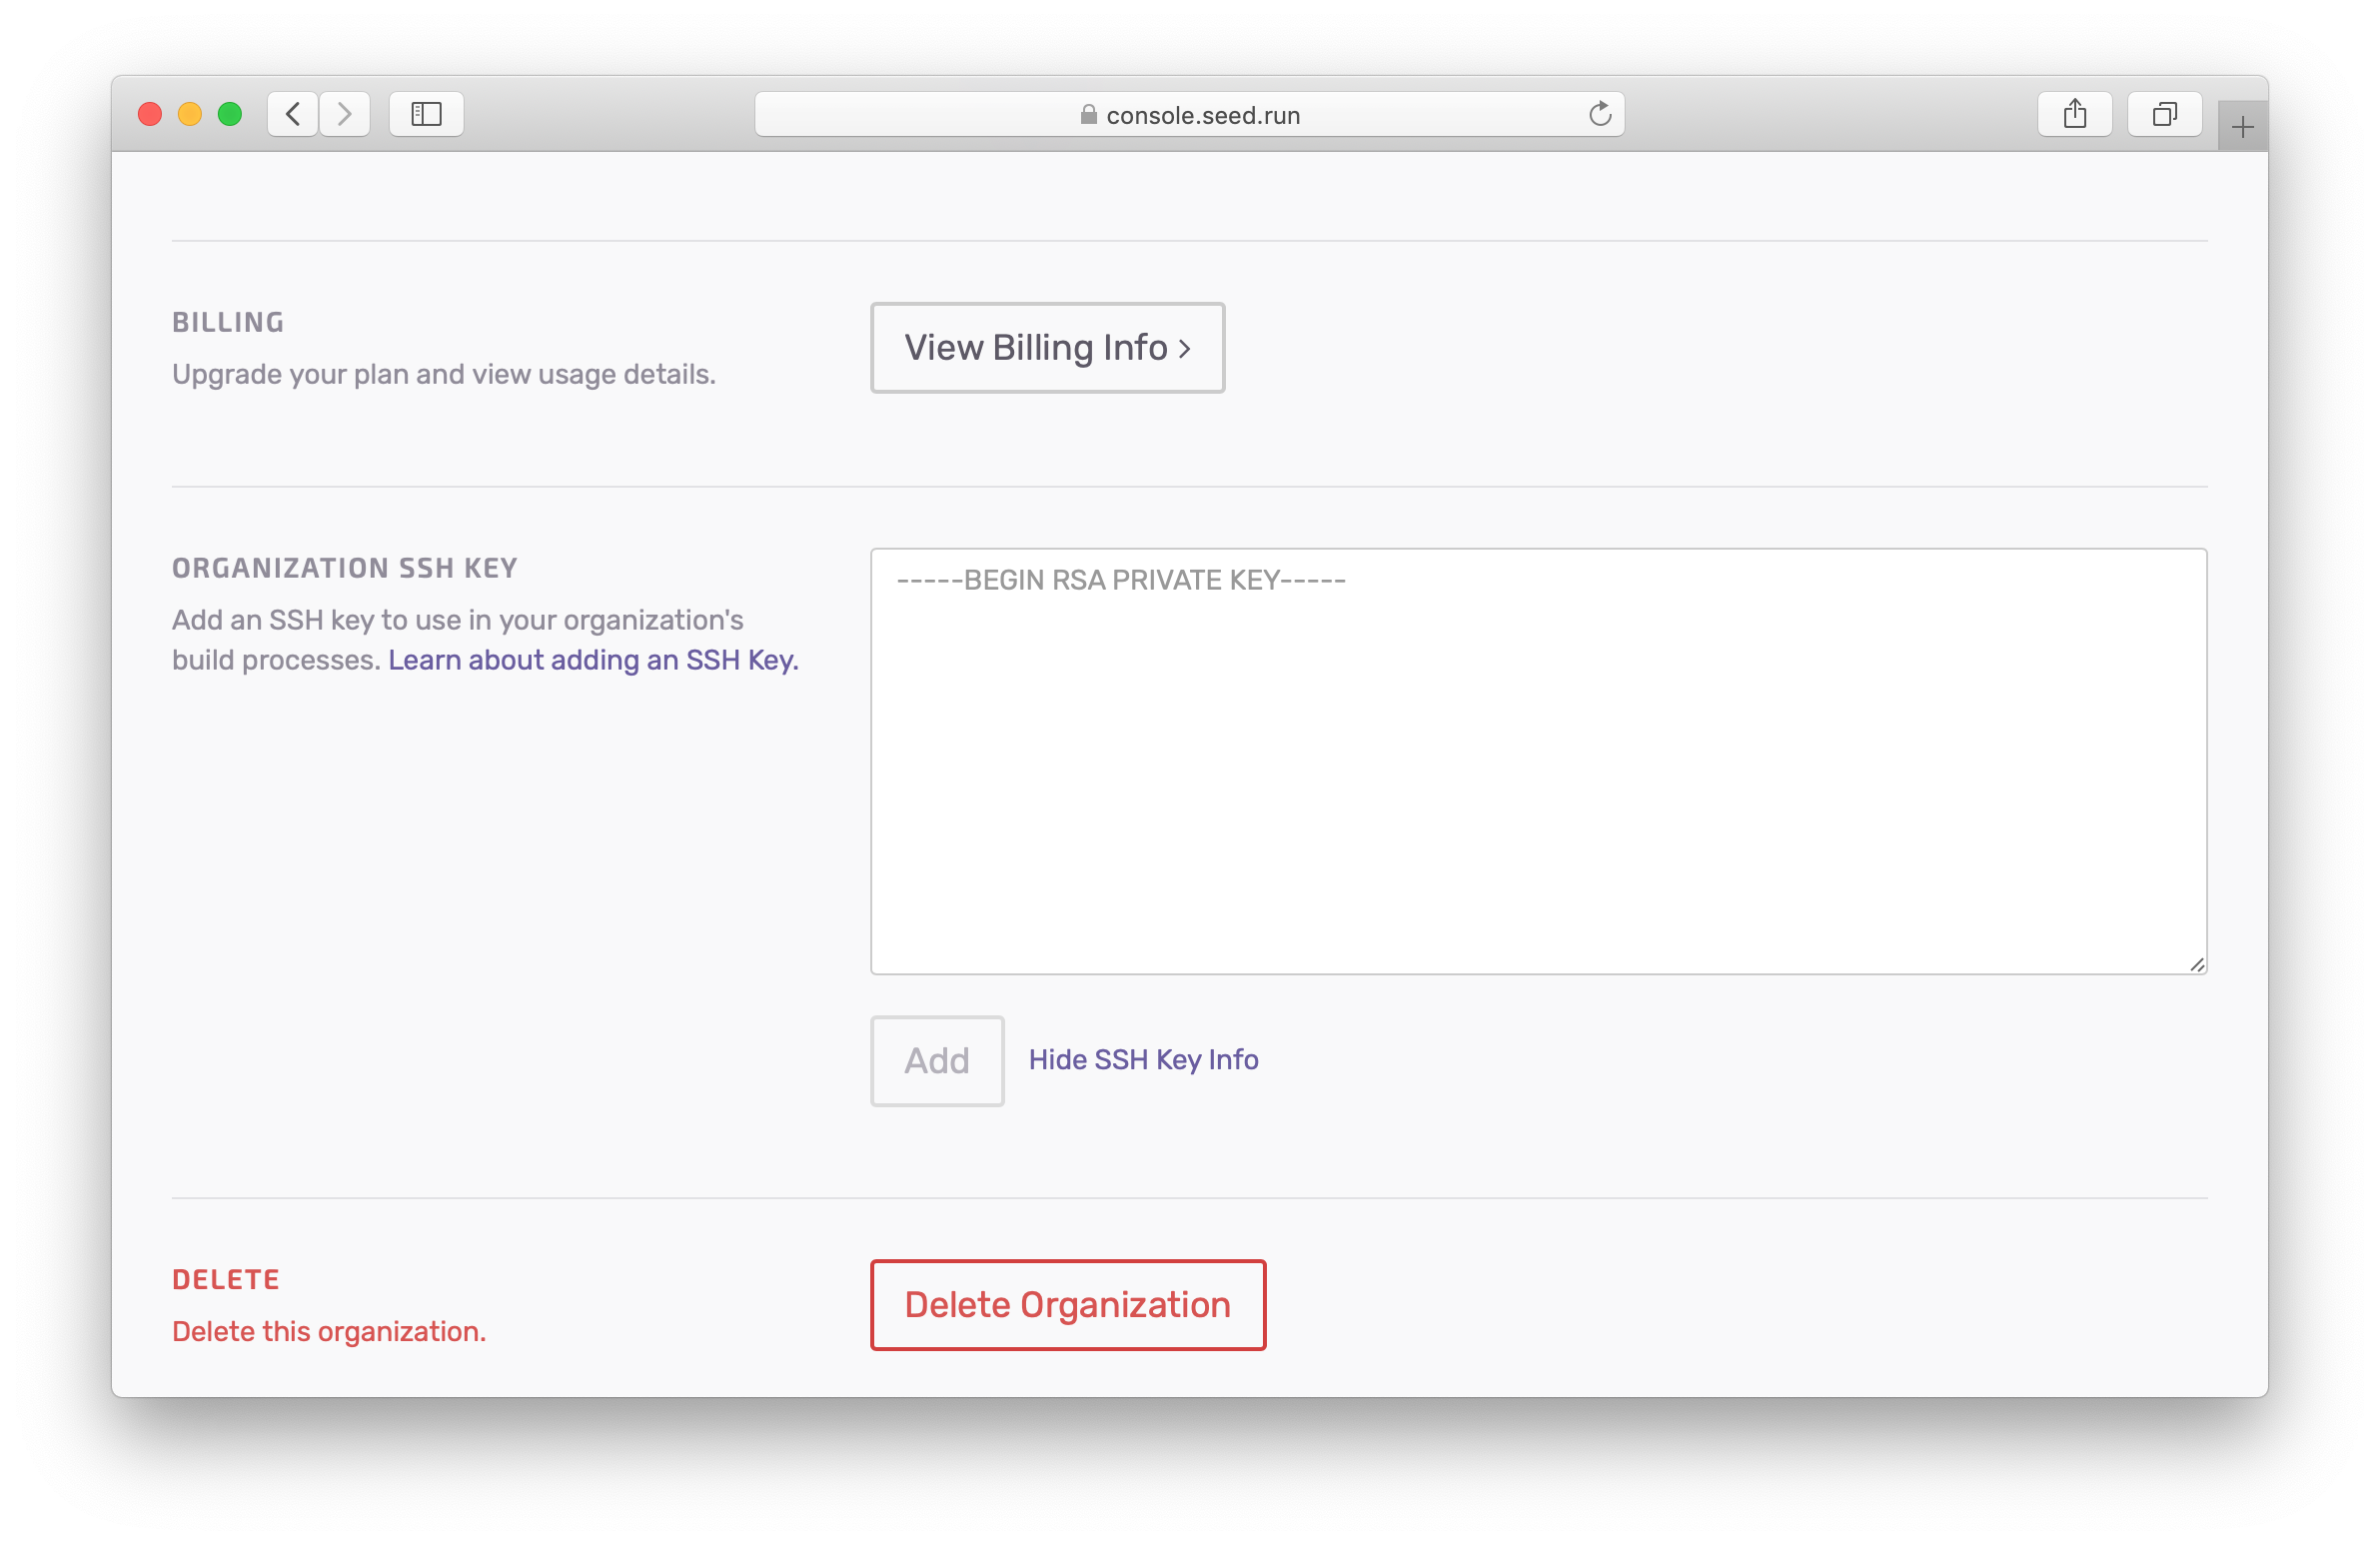 console.seed.run
BILLING
Upgrade your plan and view usage details.
View Billing Info ›
ORGANIZATION SSH KEY
Add an SSH key to use in your organization's
build processes. Learn about adding an SSH Key.
-----BEGIN RSA PRIVATE KEY-----
Add
Hide SSH Key Info
DELETE
Delete this organization.
Delete Organization